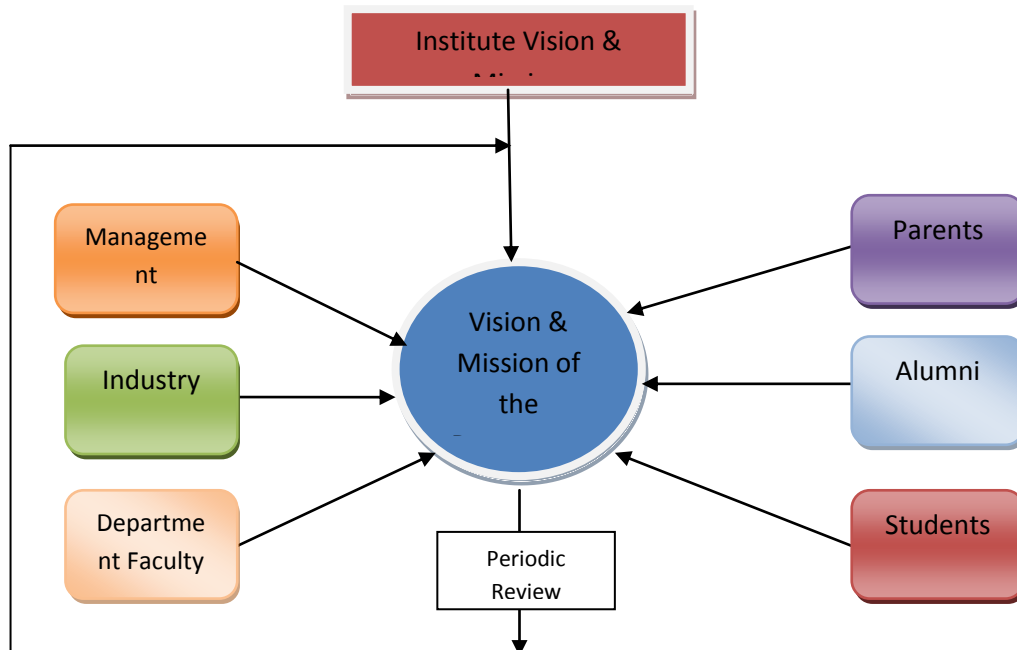 Institute Vision &
Manageme
nt
Parents
Vision &
Mission of
the
Industry
Alumni
Departme
nt Faculty
Students
Periodic
Review